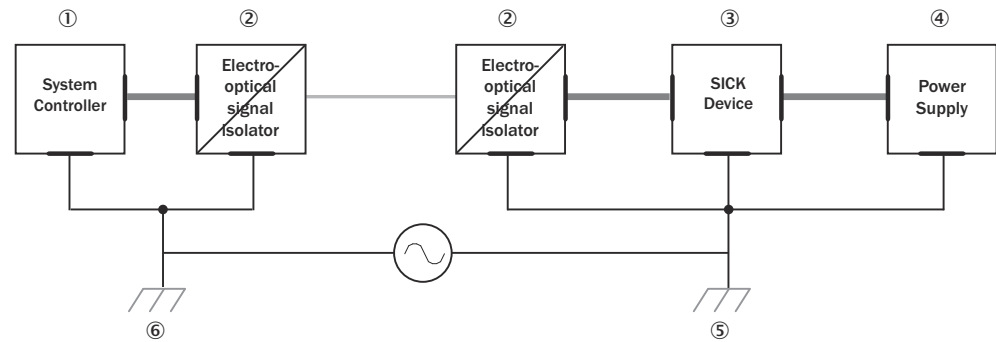 ① ② ② ③ ④
System
Controller
Electro-
optical
signal
isolator
Electro-
optical
signal
isolator
SICK
Device
Power
Supply
⑥ ⑤